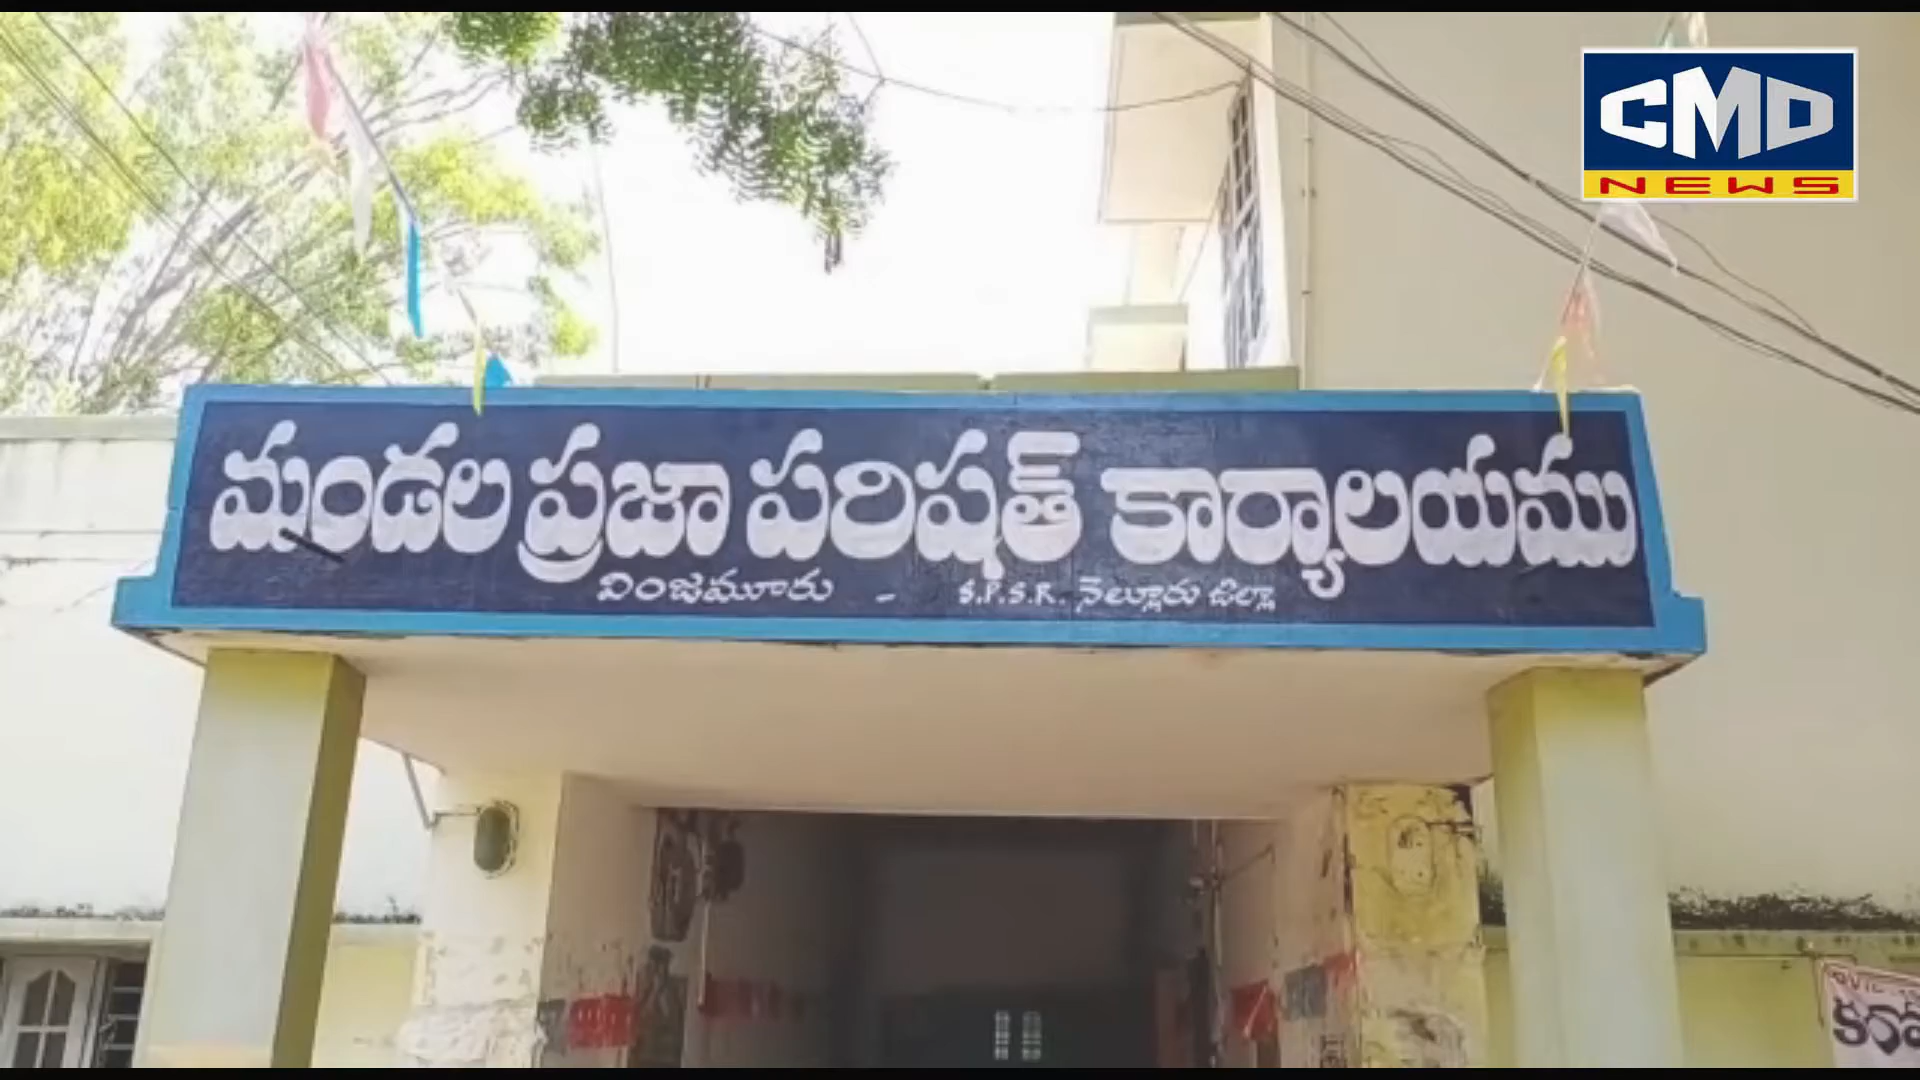 CMD
NEWS
మండల ప్రజా పరిషత్ కార్యాలయము
వింజమూరు - S.P.S.R. నెల్లూరు జిల్లా